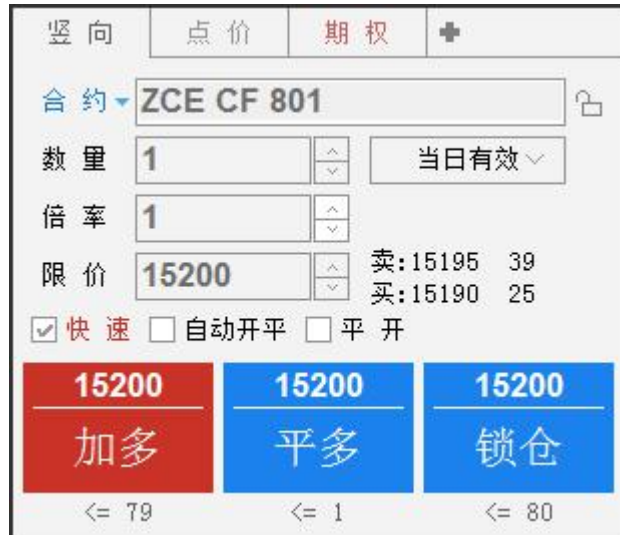 竖向 点价 期权
合约 ZCE CF 801
数量 1 当日有效
倍率 1
限价 15200 卖:15195 39
买:15190 25
快速 自动开平 平开
15200 15200 15200
加多 平多 锁仓
<= 79 <= 1 <= 80